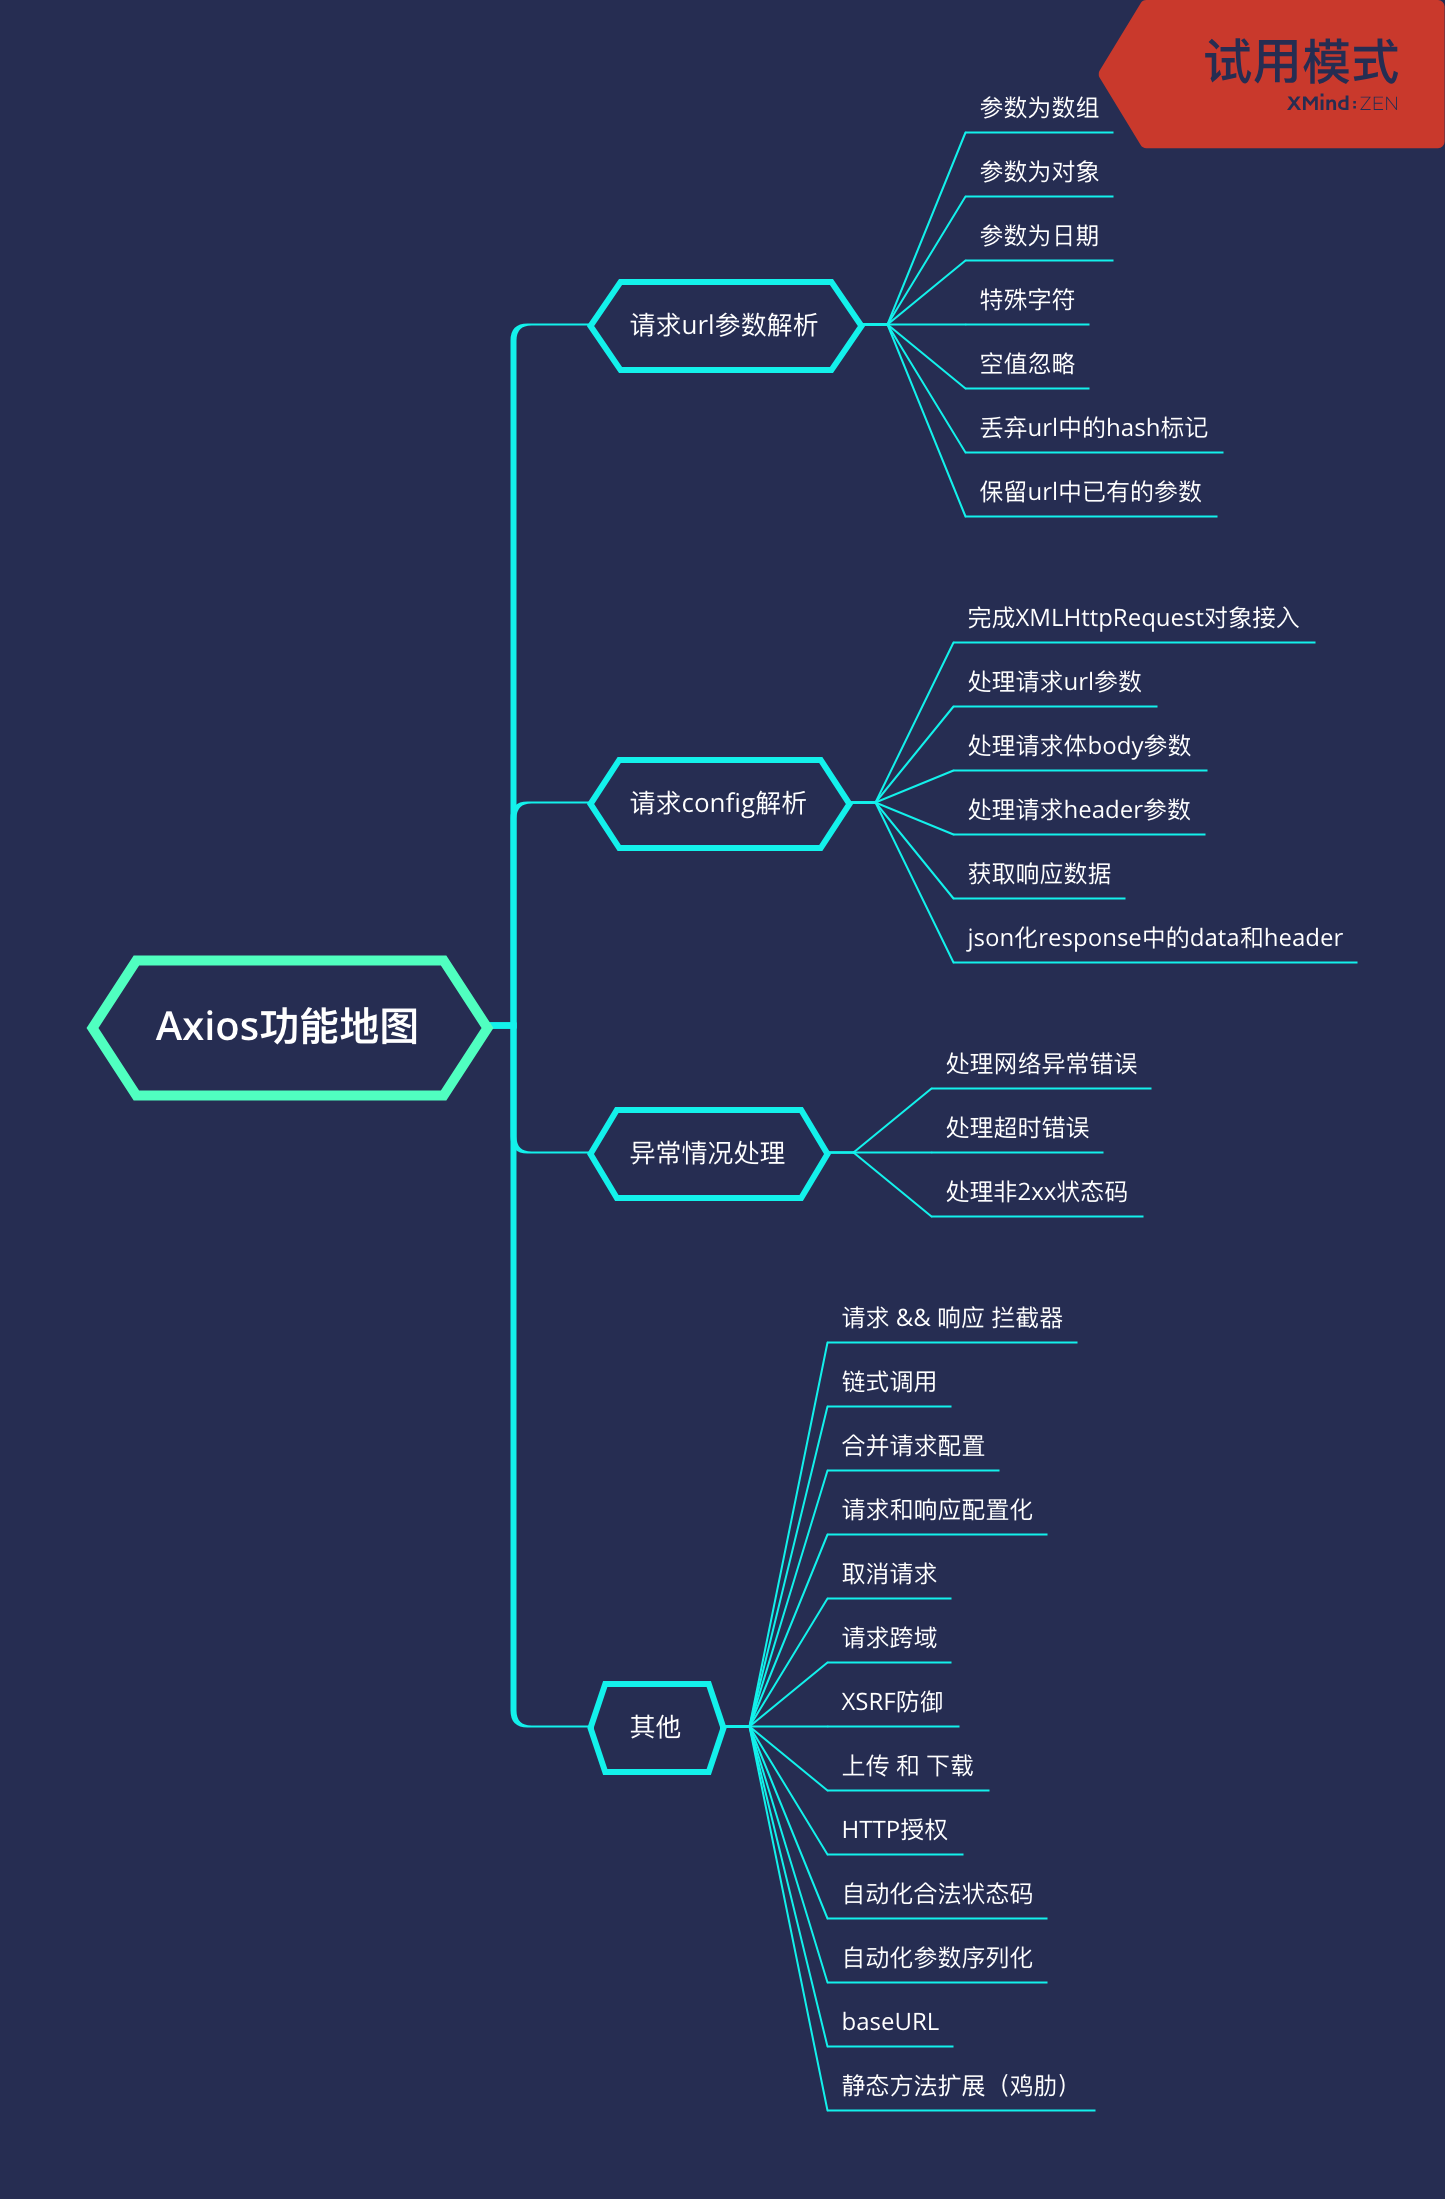 试用模式
XMind:ZEN
Axios功能地图
请求url参数解析
参数为数组
参数为对象
参数为日期
特殊字符
空值忽略
丢弃url中的hash标记
保留url中已有的参数
请求config解析
完成XMLHttpRequest对象接入
处理请求url参数
处理请求体body参数
处理请求header参数
获取响应数据
json化response中的data和header
异常情况处理
处理网络异常错误
处理超时错误
处理非2xx状态码
其他
请求 && 响应 拦截器
链式调用
合并请求配置
请求和响应配置化
取消请求
请求跨域
XSRF防御
上传 和 下载
HTTP授权
自动化合法状态码
自动化参数序列化
baseURL
静态方法扩展（鸡肋）